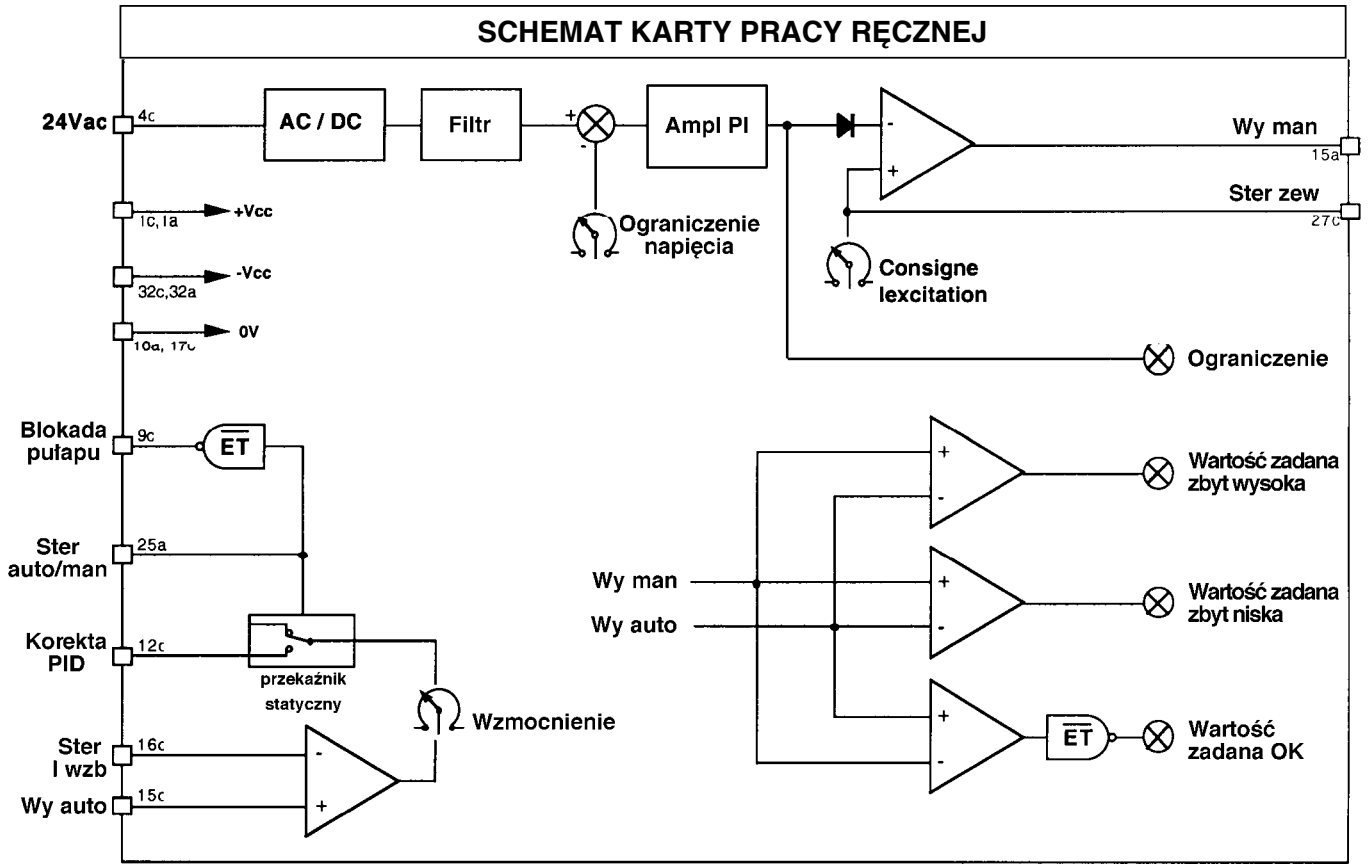 SCHEMAT KARTY PRACY RĘCZNEJ
24Vac
4c
AC / DC
Filtr
+
-
Ampl PI
-
+
Wy man
15a
Ster zew
27c
1c,1a
+Vcc
Ograniczenie
napięcia
32c,32a
-Vcc
Consigne
Iexcitation
10a, 17c
0V
Ograniczenie
Blokada
pułapu
9c
ET
+
-
Wartość zadana
zbyt wysoka
Ster
auto/man
25a
Wy man
Wy auto
+
-
Wartość zadana
zbyt niska
Korekta
PID
12c
przekaźnik
statyczny
Wzmocnienie
+
-
ET
Wartość
zadana OK
Ster
I wzb
16c
-
Wy auto
15c
+